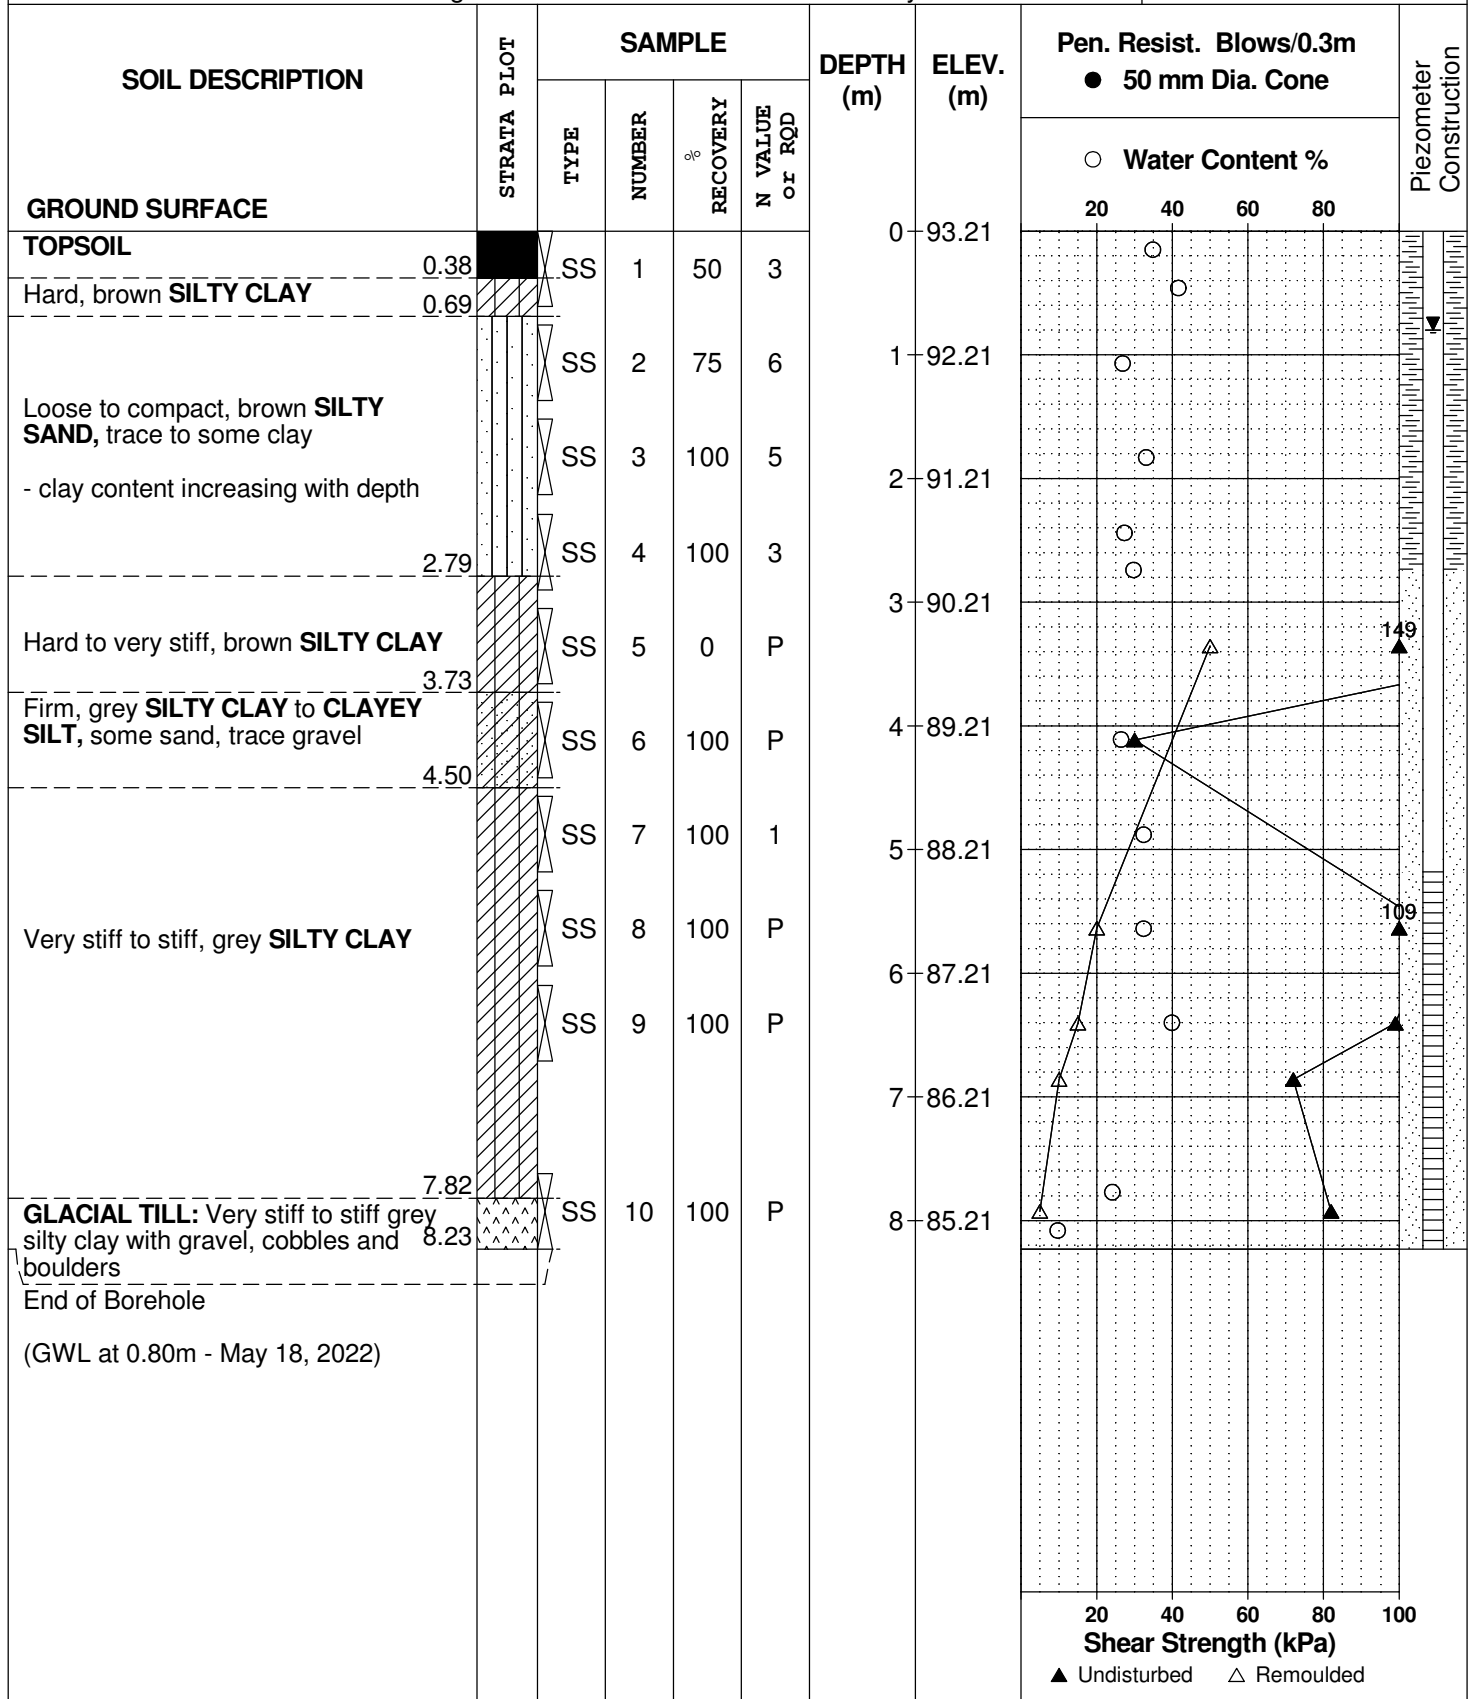 SOIL DESCRIPTION
GROUND SURFACE
STRATA PLOT
SAMPLE
TYPE
NUMBER
% RECOVERY
N VALUE or RQD
DEPTH (m)
ELEV. (m)
Pen. Resist. Blows/0.3m
● 50 mm Dia. Cone
○ Water Content %
20 40 60 80
Piezometer Construction
TOPSOIL
0.38
SS 1 50 3
0 93.21
Hard, brown SILTY CLAY
0.69
SS 2 75 6
1 92.21
Loose to compact, brown SILTY
SAND, trace to some clay
SS 3 100 5
- clay content increasing with depth
2 91.21
SS 4 100 3
2.79
3 90.21
Hard to very stiff, brown SILTY CLAY
SS 5 0 P
149
3.73
Firm, grey SILTY CLAY to CLAYEY
SILT, some sand, trace gravel
SS 6 100 P
4 89.21
4.50
SS 7 100 1
5 88.21
109
Very stiff to stiff, grey SILTY CLAY
SS 8 100 P
6 87.21
SS 9 100 P
7 86.21
7.82
GLACIAL TILL: Very stiff to stiff grey
silty clay with gravel, cobbles and
boulders
8.23
SS 10 100 P
8 85.21
End of Borehole
(GWL at 0.80m - May 18, 2022)
20 40 60 80 100
Shear Strength (kPa)
▲ Undisturbed △ Remoulded